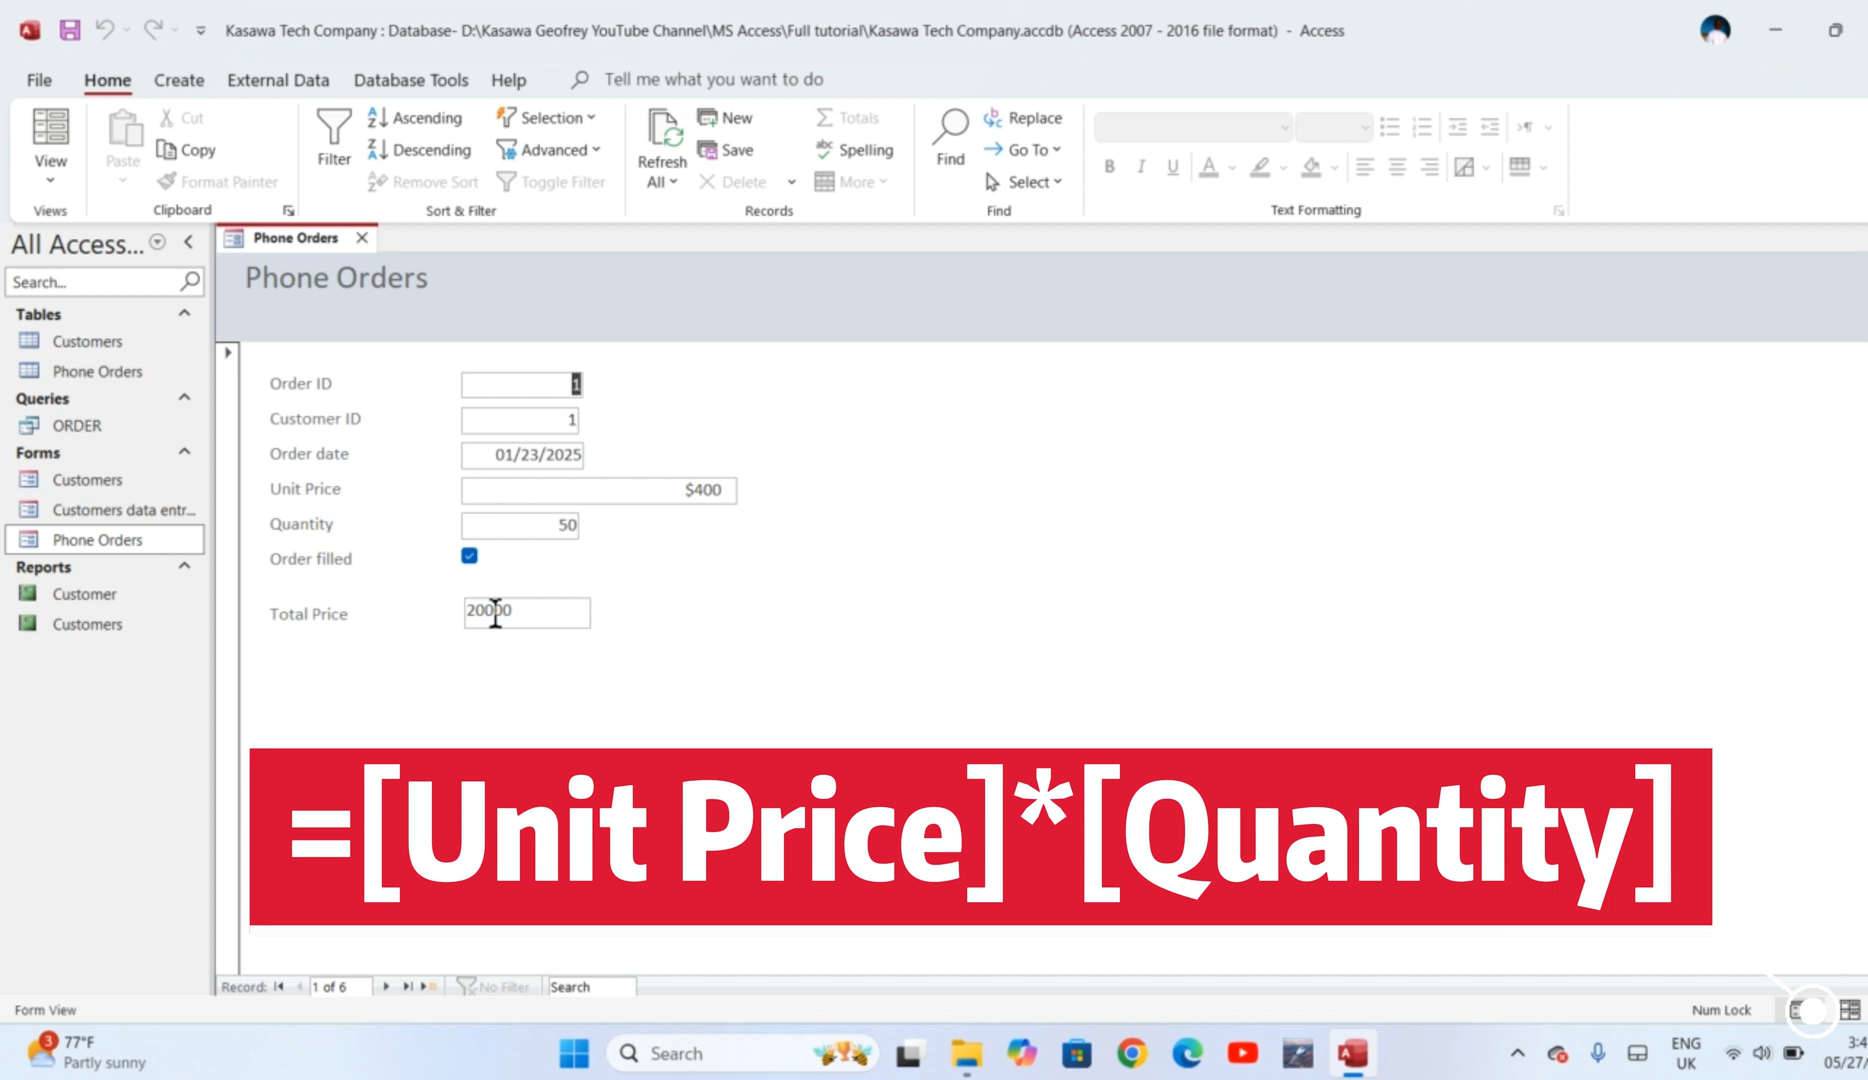 Kasawa Tech Company : Database- D:\Kasawa Geofrey YouTube Channel\MS Access\Full tutorial\Kasawa Tech Company.accdb (Access 2007 - 2016 file format) - Access
File Home Create External Data Database Tools Help Tell me what you want to do
View
Views
Paste
Cut
Copy
Format Painter
Clipboard
Filter
Ascending
Descending
Remove Sort
Selection
Advanced
Toggle Filter
Sort & Filter
Refresh
All
New
Save
Delete
Totals
Spelling
More
Records
Find
Replace
Go To
Select
Find
B I U A
Text Formatting
All Access...
Search...
Tables
Customers
Phone Orders
Queries
ORDER
Forms
Customers
Customers data entr...
Phone Orders
Reports
Customer
Customers
Phone Orders
Phone Orders
Order ID 1
Customer ID 1
Order date 01/23/2025
Unit Price $400
Quantity 50
Order filled
Total Price 20000
=[Unit Price]*[Quantity]
Record: 1 of 6 No Filter Search
Form View
Num Lock
3
77°F
Partly sunny
Search
ENG
UK
3:4
05/27/